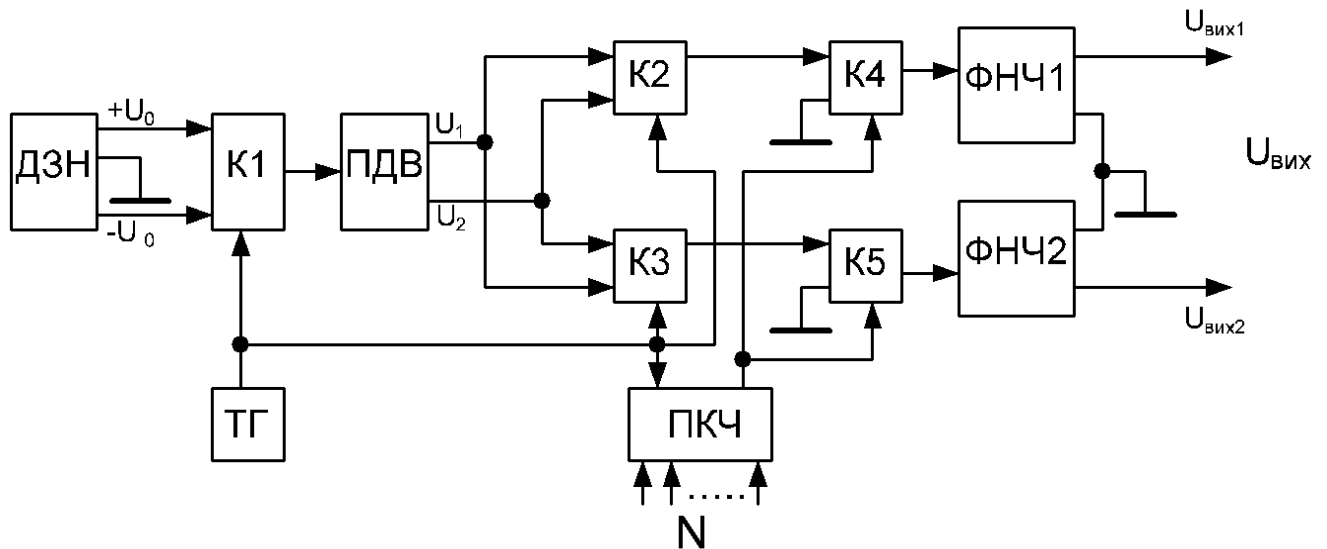 Uвих1
К2
К4
ФНЧ1
+U0
ДЗН
К1
ПДВ
U1
Uвих
-U0
U2
К3
К5
ФНЧ2
Uвих2
ТГ
ПКЧ
......
N